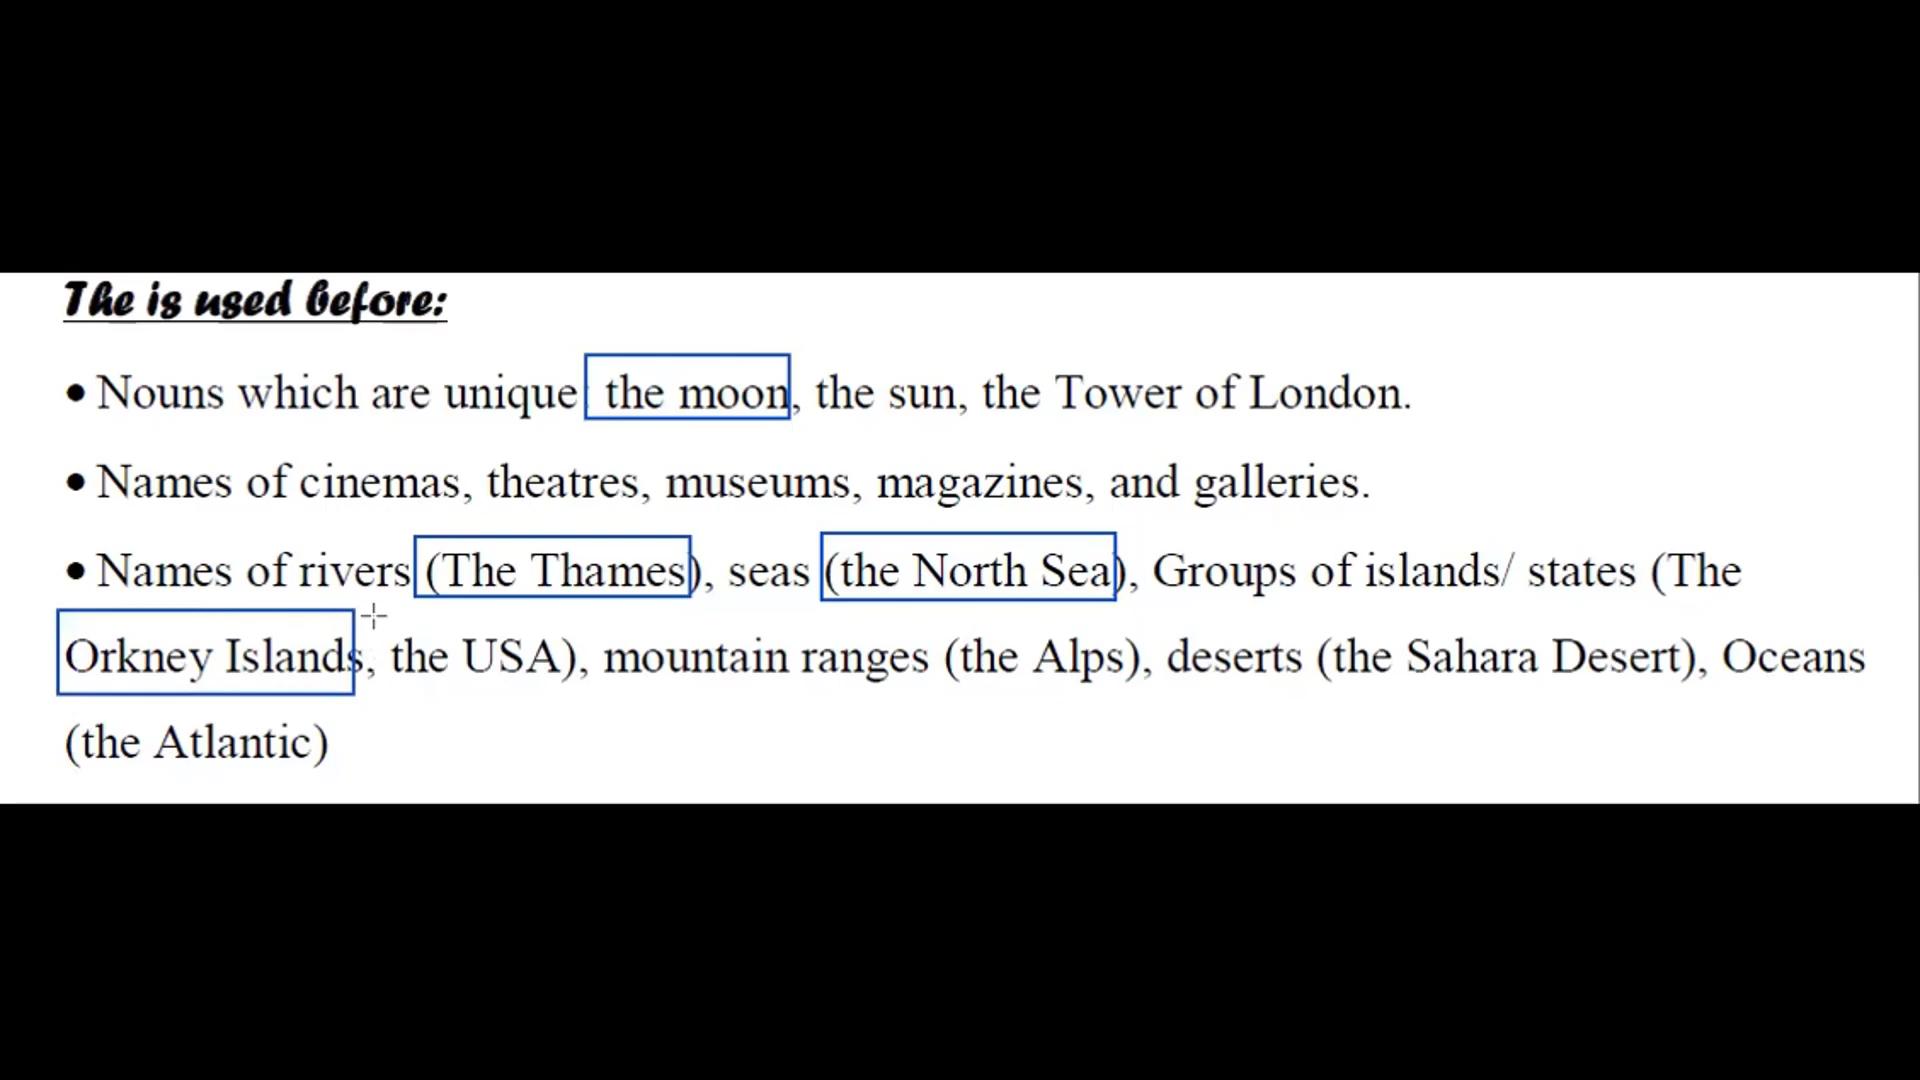 The is used before:
• Nouns which are unique the moon, the sun, the Tower of London.
• Names of cinemas, theatres, museums, magazines, and galleries.
• Names of rivers (The Thames), seas (the North Sea), Groups of islands/ states (The
Orkney Islands, the USA), mountain ranges (the Alps), deserts (the Sahara Desert), Oceans
(the Atlantic)